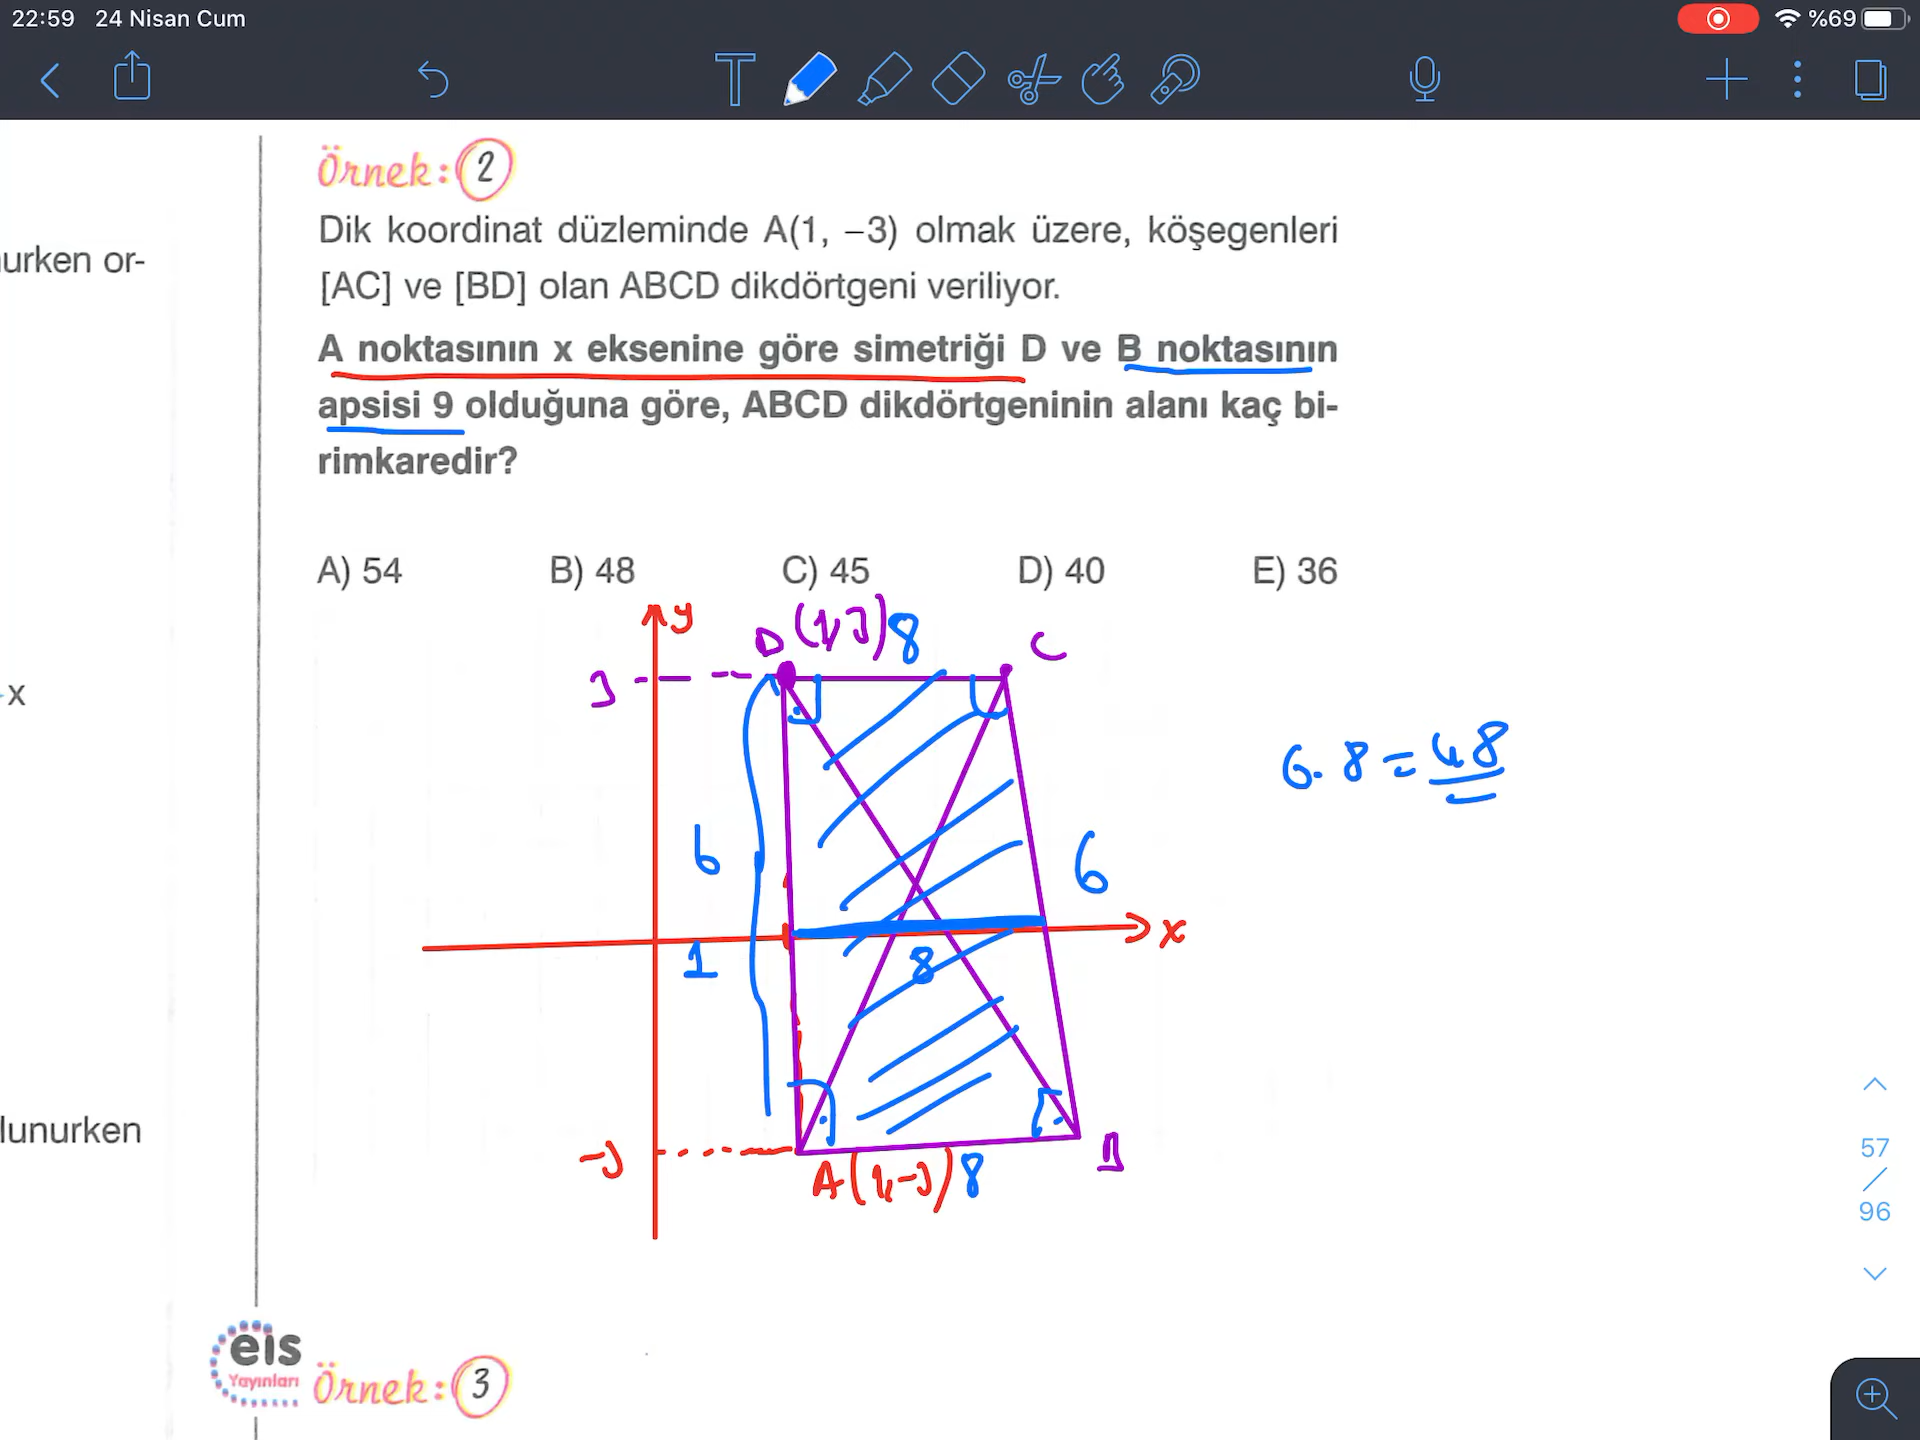 22:59 24 Nisan Cum
%69
Örnek: 2
Dik koordinat düzleminde A(1, –3) olmak üzere, köşegenleri
[AC] ve [BD] olan ABCD dikdörtgeni veriliyor.
A noktasının x eksenine göre simetriği D ve B noktasının
apsisi 9 olduğuna göre, ABCD dikdörtgeninin alanı kaç bi-
rimkaredir?
A) 54 B) 48 C) 45 D) 40 E) 36
urken or-
x
lunurken
y
D (1,3) 8 C
3
6 6
6. 8 = 48
x
1 8
-3
A(1,-3) 8 B
57
/
96
eis
Yayınları
Örnek: 3